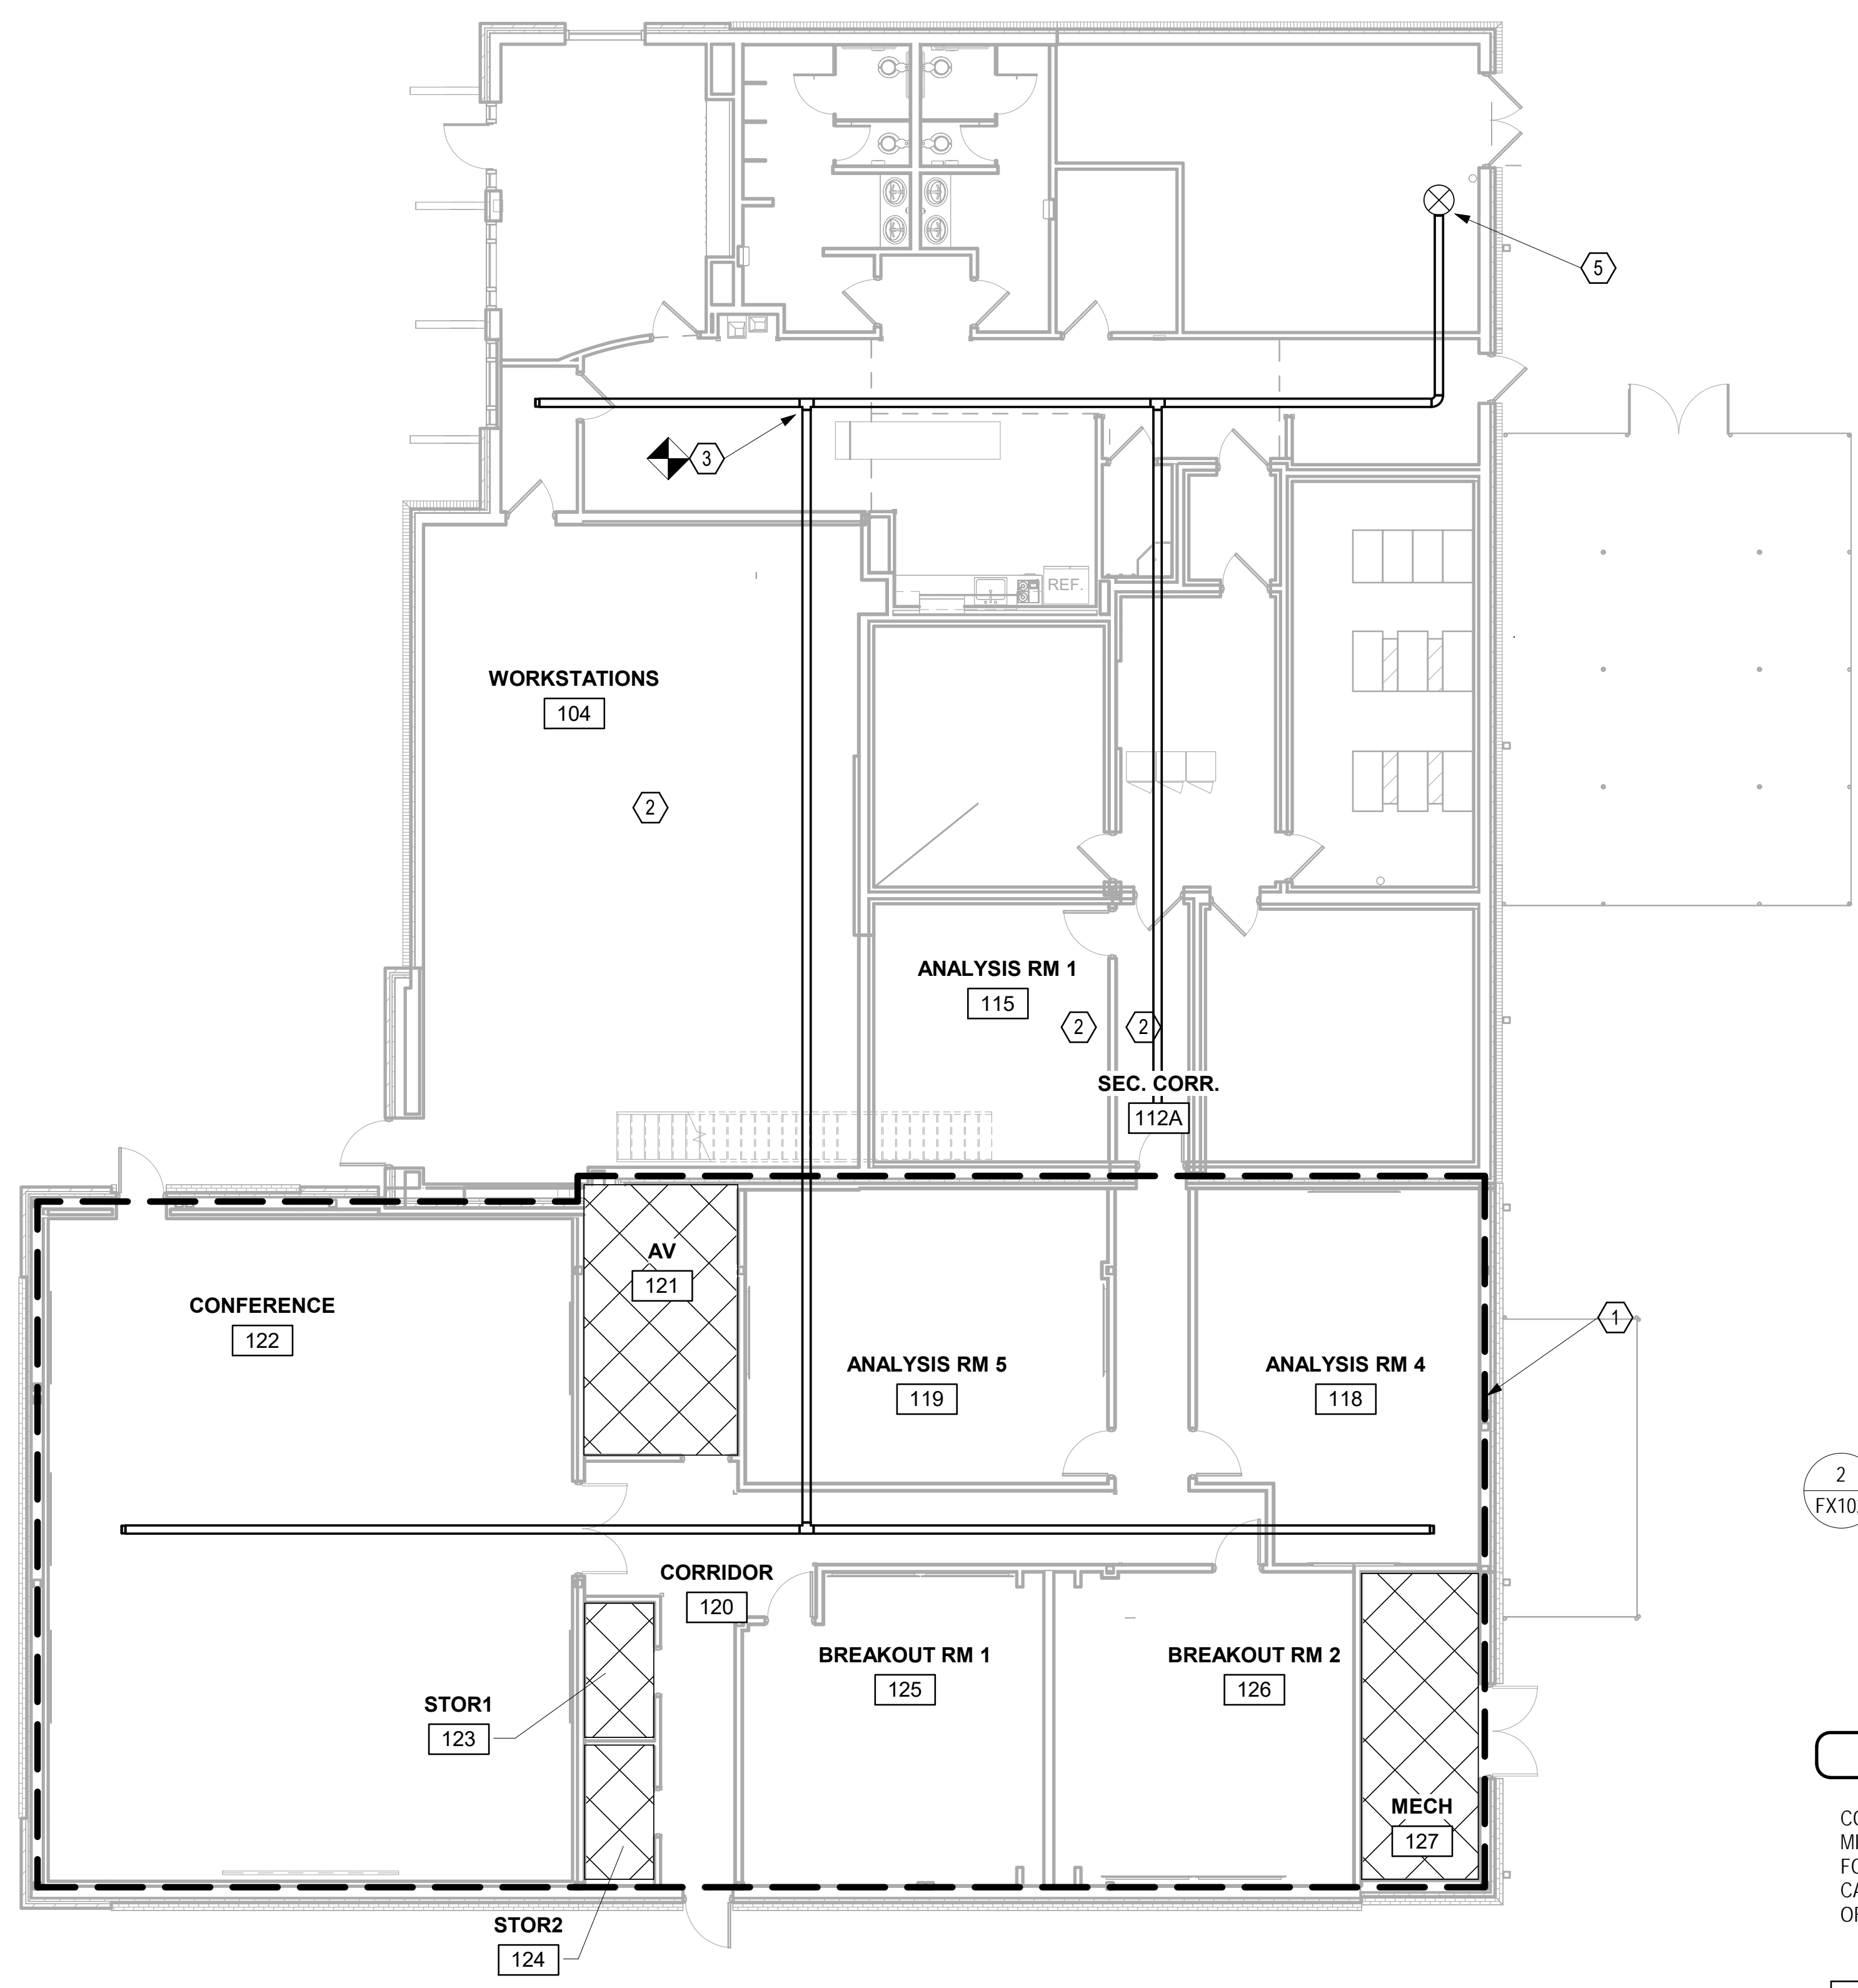 5
3
REF.
WORKSTATIONS
104
2
ANALYSIS RM 1
115
2
2
SEC. CORR.
112A
AV
121
CONFERENCE
122
1
ANALYSIS RM 5
119
ANALYSIS RM 4
118
2
CORRIDOR
120
BREAKOUT RM 1
125
BREAKOUT RM 2
126
STOR1
123
MECH
127
STOR2
124